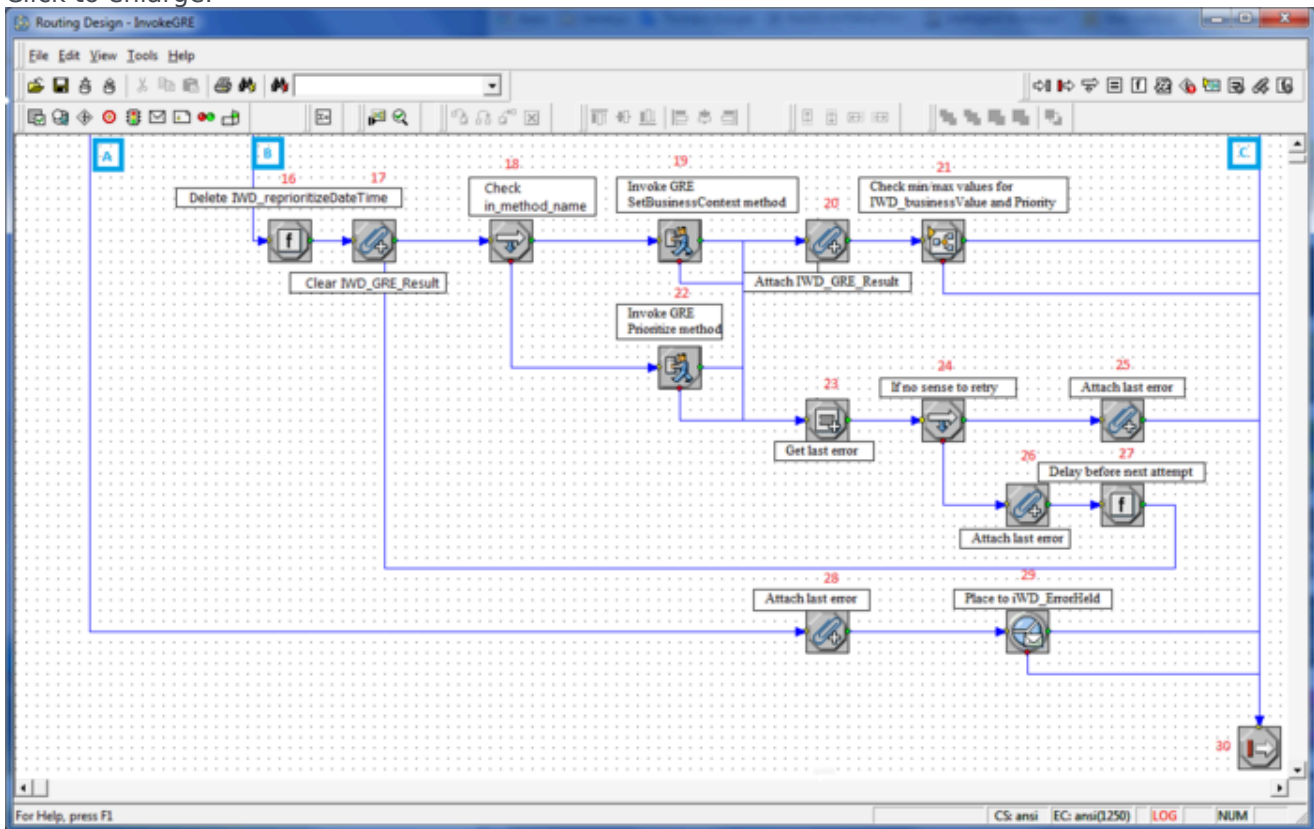 Click to enlarge.
Routing Design - InvokeGRE
File Edit View Tools Help
A
B
C
16
17
18
19
20
21
Delete IWD_reprioritizeDateTime
Check
in_method_name
Invoke GRE
SetBusinessContext method
Check min/max values for
IWD_businessValue and Priority
Clear IWD_GRE_Result
Attach IWD_GRE_Result
22
Invoke GRE
Prioritize method
23
24
25
If no sense to retry
Attach last error
Get last error
26
27
Delay before next attempt
Attach last error
28
29
Attach last error
Place to iWD_ErrorHeld
30
For Help, press F1
CS: ansi
EC: ansi(1250)
LOG
NUM